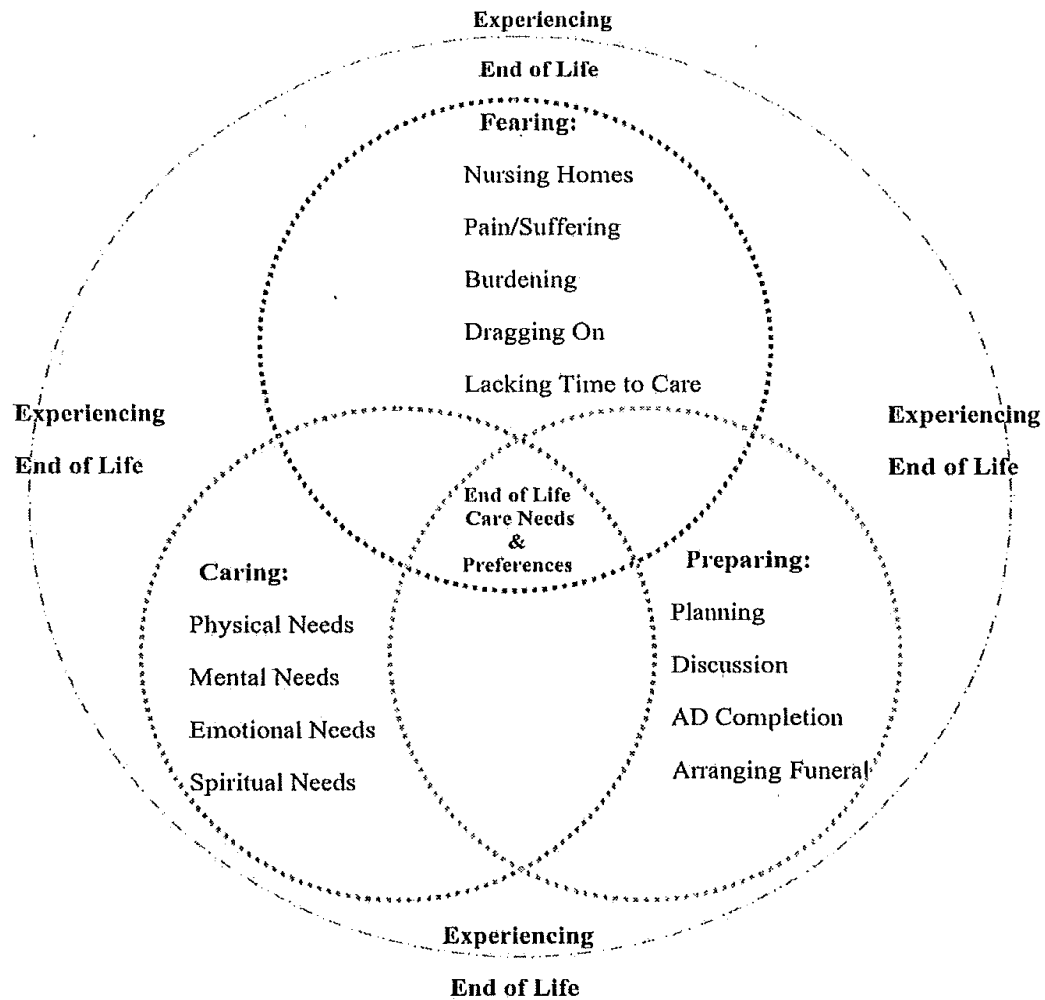 Experiencing
End of Life
Fearing:
Nursing Homes
Pain/Suffering
Burdening
Dragging On
Lacking Time to Care
Experiencing
End of Life
Experiencing
End of Life
End of Life
Care Needs
&
Preferences
Caring:
Physical Needs
Mental Needs
Emotional Needs
Spiritual Needs
Preparing:
Planning
Discussion
AD Completion
Arranging Funeral
Experiencing
End of Life